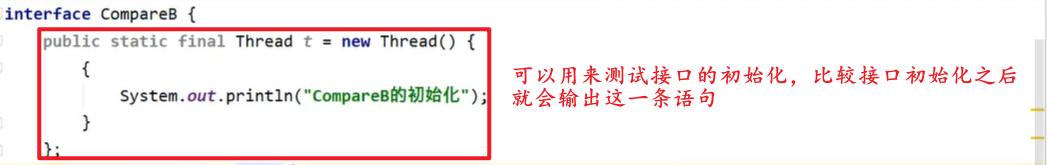 interface CompareB {
public static final Thread t = new Thread() {
{
System.out.println("CompareB的初始化");
}
};
可以用来测试接口的初始化，比较接口初始化之后
就会输出这一条语句